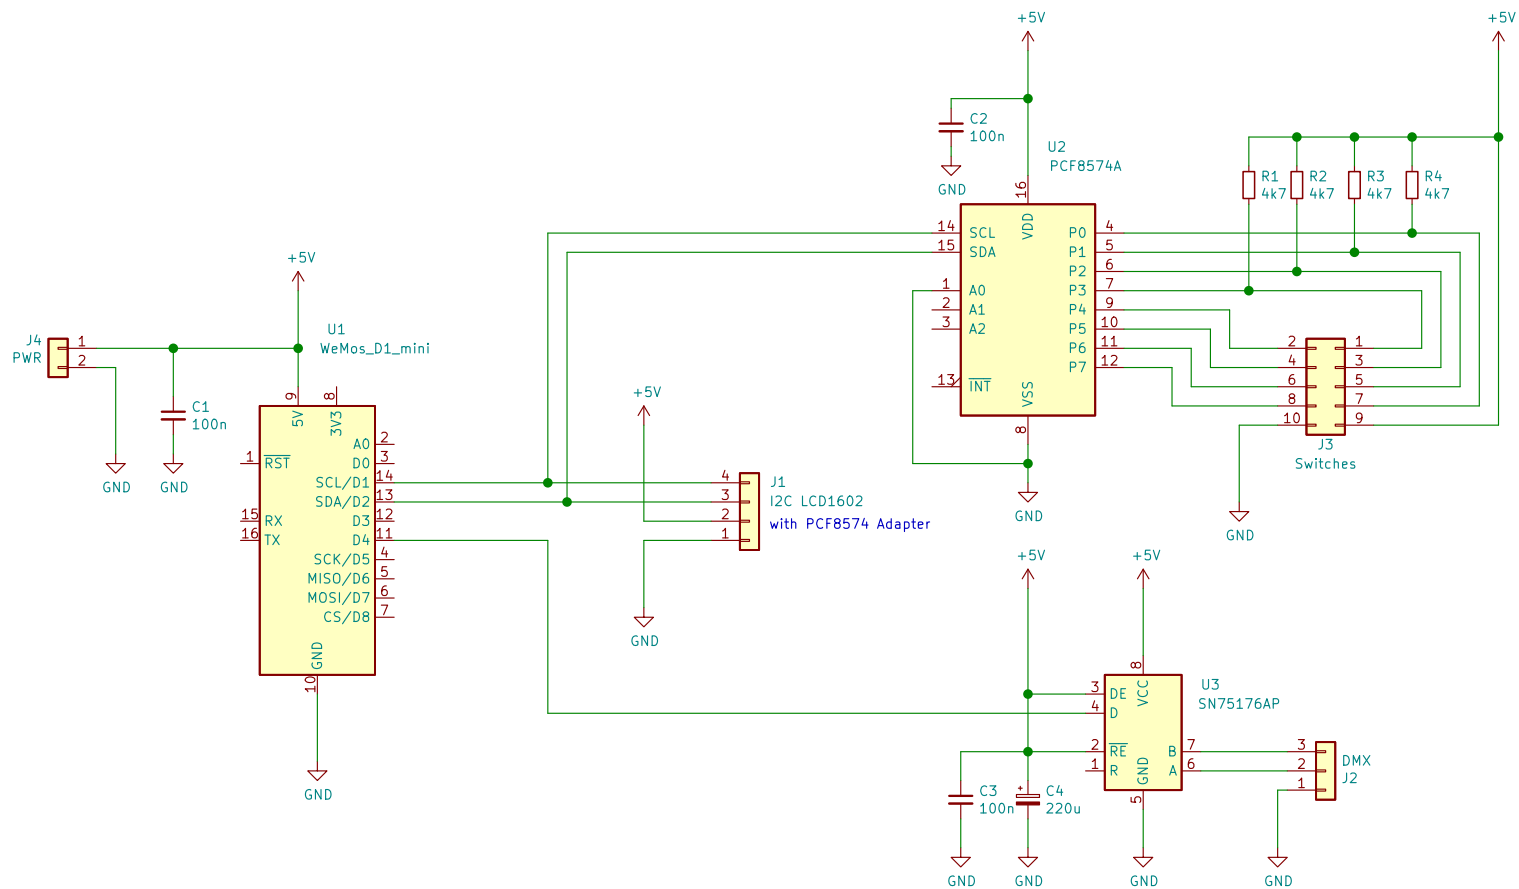 +5V
+5V
C2
100n
GND
U2
PCF8574A
R1
4k7
R2
4k7
R3
4k7
R4
4k7
16
VDD
14
SCL
15
SDA
1
A0
2
A1
3
A2
13
INT
VSS
8
P0
4
P1
5
P2
6
P3
7
P4
9
P5
10
P6
11
P7
12
GND
2
1
4
3
6
5
8
7
10
9
J3
Switches
GND
+5V
J4
PWR
1
2
C1
100n
GND
GND
U1
WeMos_D1_mini
9
5V
8
3V3
1
RST
15
RX
16
TX
A0
2
D0
3
SCL/D1
14
SDA/D2
13
D3
12
D4
11
SCK/D5
4
MISO/D6
5
MOSI/D7
6
CS/D8
7
GND
10
GND
+5V
4
3
2
1
J1
I2C LCD1602
with PCF8574 Adapter
GND
+5V
+5V
8
VCC
U3
SN75176AP
3
DE
4
D
2
RE
1
R
GND
5
B
7
A
6
3
2
1
DMX
J2
C3
100n
C4
220u
GND
GND
GND
GND